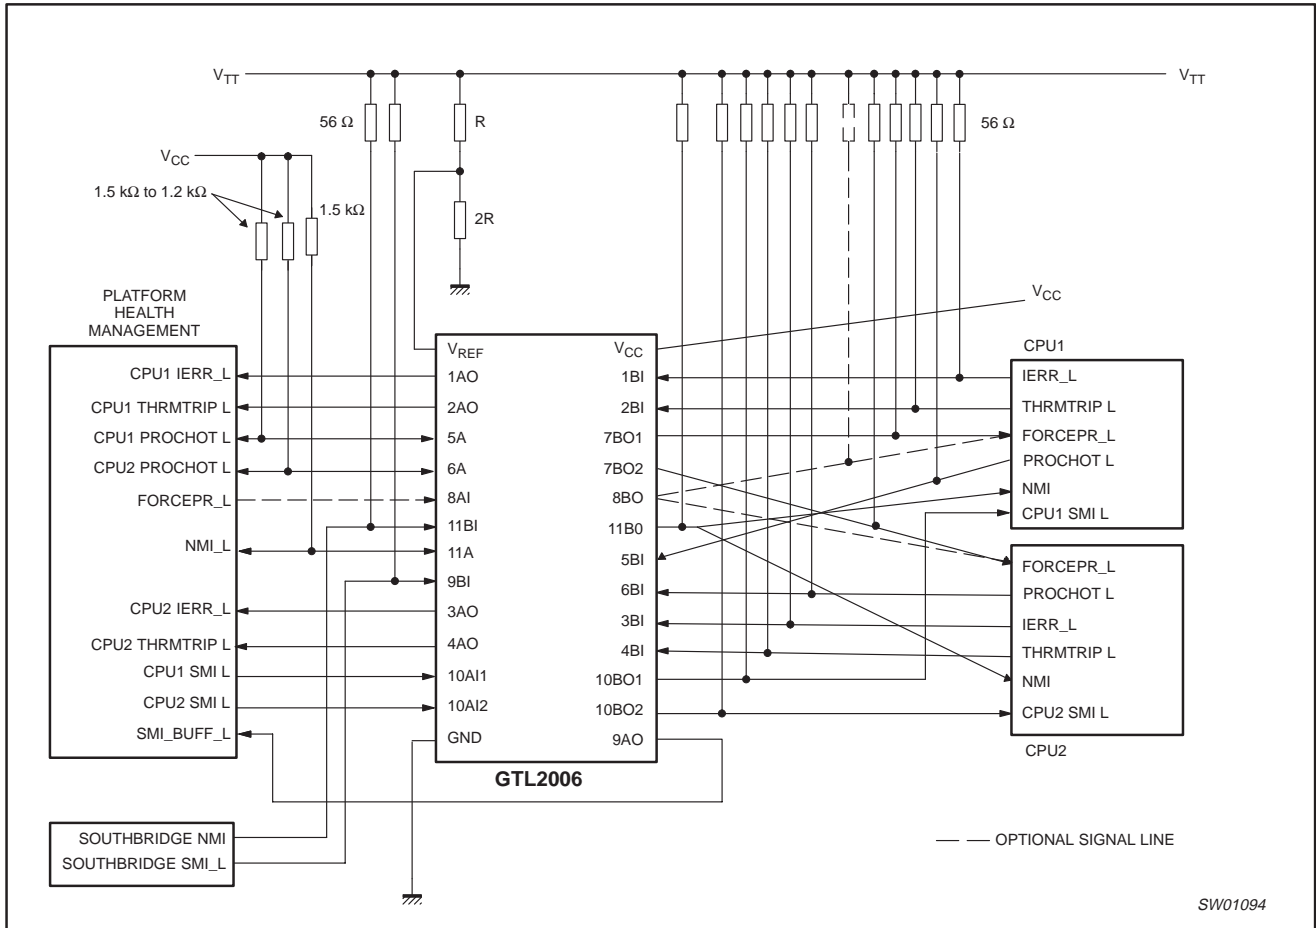 VTT
VTT
56 Ω
R
56 Ω
VCC
1.5 kΩ to 1.2 kΩ
1.5 kΩ
2R
PLATFORM
HEALTH
MANAGEMENT
VCC
CPU1
VREF
VCC
CPU1 IERR_L
1AO
1BI
IERR_L
CPU1 THRMTRIP L
2AO
2BI
THRMTRIP L
CPU1 PROCHOT L
5A
7BO1
FORCEPR_L
CPU2 PROCHOT L
6A
7BO2
PROCHOT L
FORCEPR_L
8AI
8BO
NMI
11BI
11B0
CPU1 SMI L
NMI_L
11A
5BI
FORCEPR_L
9BI
6BI
PROCHOT L
CPU2 IERR_L
3AO
3BI
IERR_L
CPU2 THRMTRIP L
4AO
4BI
THRMTRIP L
CPU1 SMI L
10AI1
10BO1
NMI
CPU2 SMI L
10AI2
10BO2
CPU2 SMI L
SMI_BUFF_L
GND
9AO
CPU2
GTL2006
SOUTHBRIDGE NMI
SOUTHBRIDGE SMI_L
OPTIONAL SIGNAL LINE
SW01094